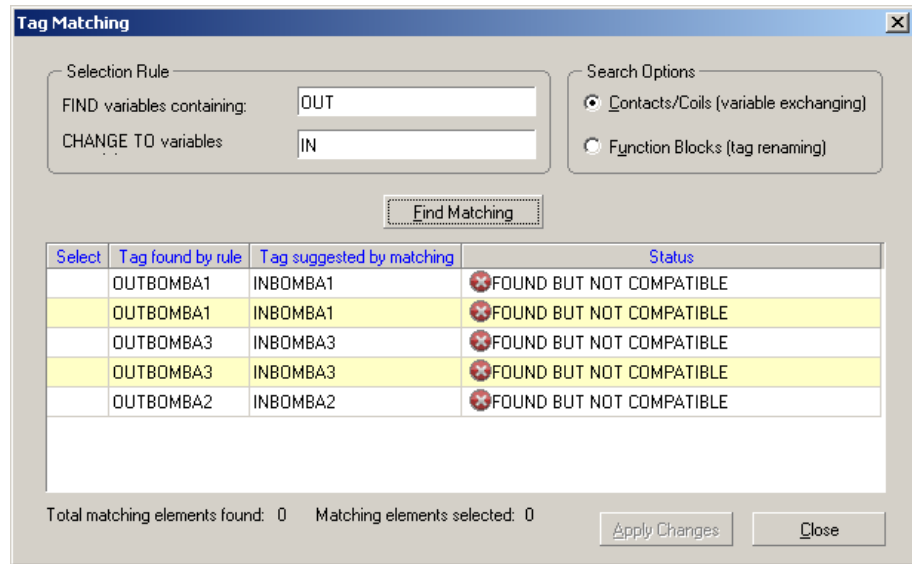 Tag Matching
Selection Rule
FIND variables containing: OUT
CHANGE TO variables IN
Search Options
Contacts/Coils (variable exchanging)
Function Blocks (tag renaming)
Find Matching
Select Tag found by rule Tag suggested by matching Status
OUTBOMBA1 INBOMBA1 FOUND BUT NOT COMPATIBLE
OUTBOMBA1 INBOMBA1 FOUND BUT NOT COMPATIBLE
OUTBOMBA3 INBOMBA3 FOUND BUT NOT COMPATIBLE
OUTBOMBA3 INBOMBA3 FOUND BUT NOT COMPATIBLE
OUTBOMBA2 INBOMBA2 FOUND BUT NOT COMPATIBLE
Total matching elements found: 0 Matching elements selected: 0
Apply Changes Close